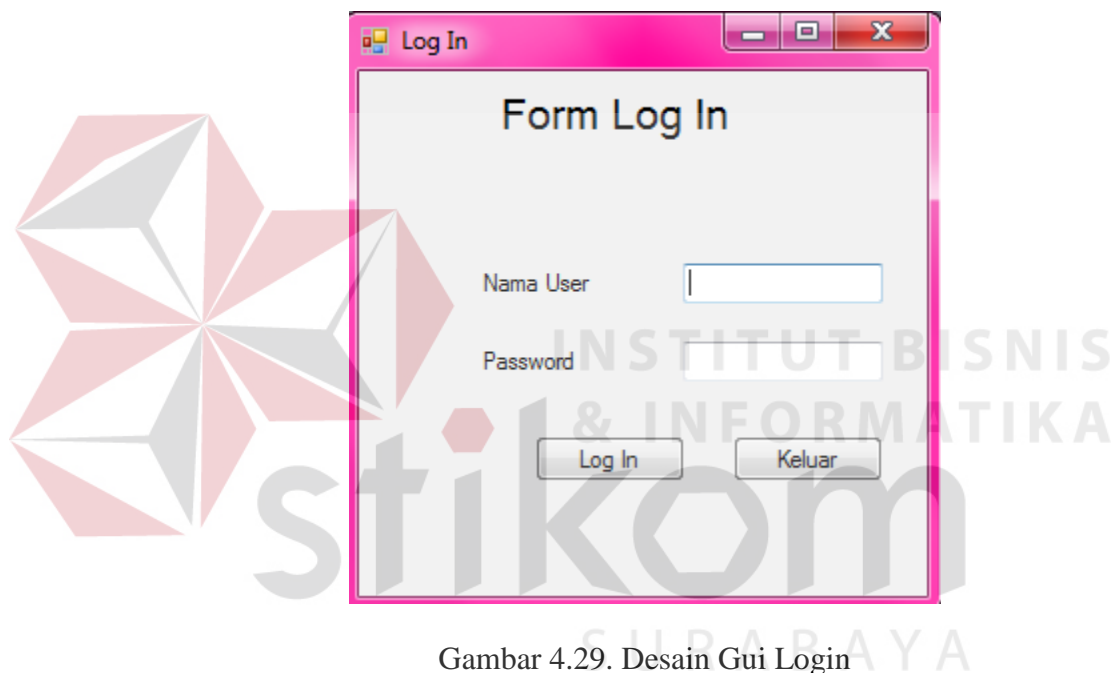 Log In
Form Log In
Nama User
Password
INSTITUT BISNIS
& INFORMATIKA
Log In Keluar
stikom
SURABAYA
Gambar 4.29. Desain Gui Login